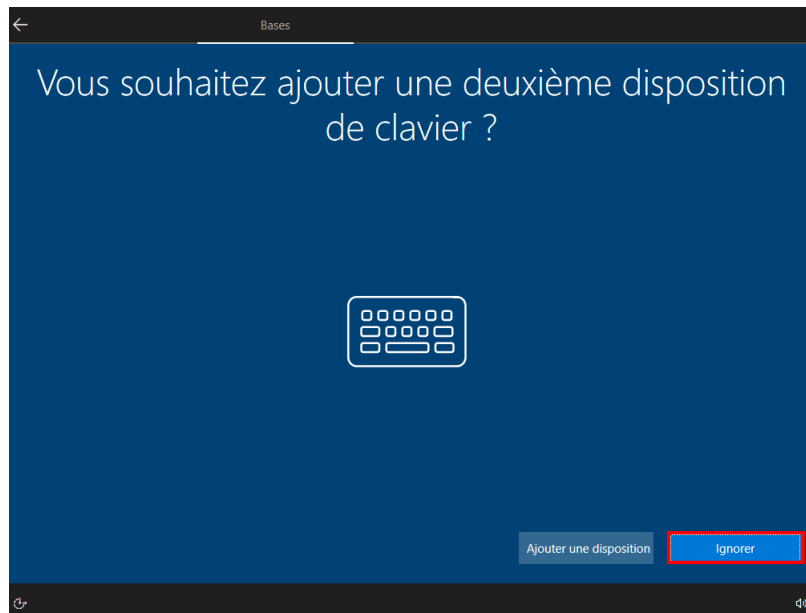 Bases
Vous souhaitez ajouter une deuxième disposition
de clavier ?
Ajouter une disposition
Ignorer